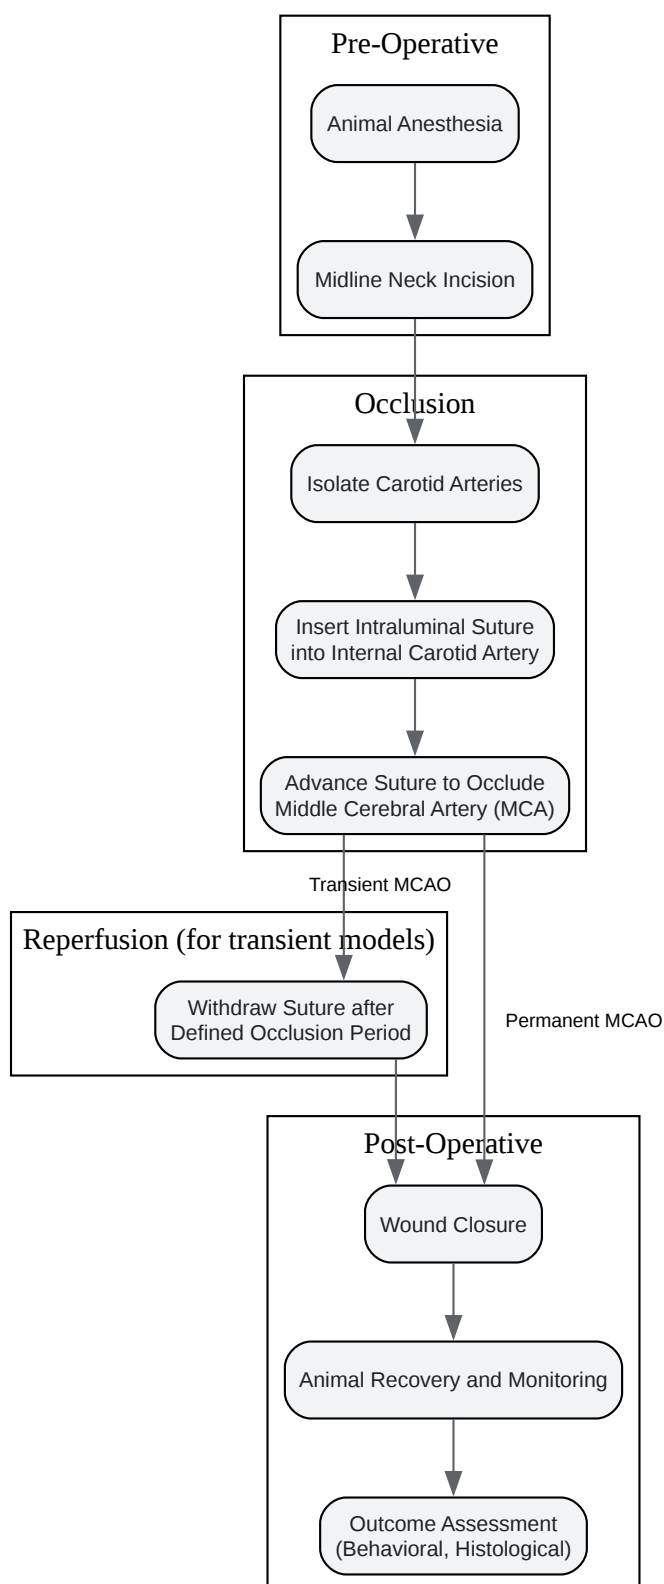 Pre-Operative
Animal Anesthesia
Midline Neck Incision
Occlusion
Isolate Carotid Arteries
Insert Intraluminal Suture
into Internal Carotid Artery
Advance Suture to Occlude
Middle Cerebral Artery (MCA)
Transient MCAO
Reperfusion (for transient models)
Withdraw Suture after
Defined Occlusion Period
Permanent MCAO
Post-Operative
Wound Closure
Animal Recovery and Monitoring
Outcome Assessment
(Behavioral, Histological)